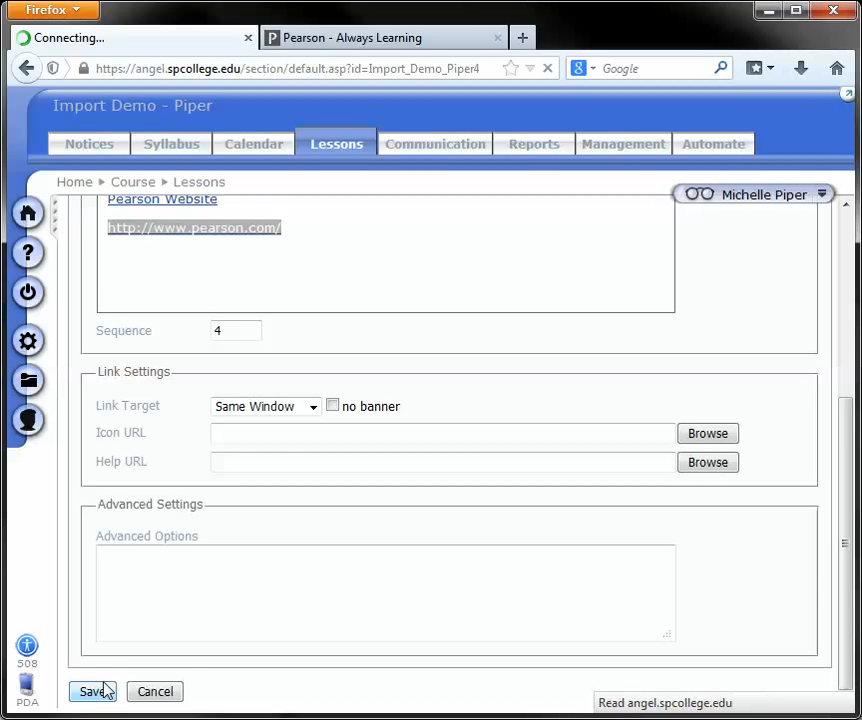 Firefox
Connecting...
Pearson - Always Learning
https://angel.spcollege.edu/section/default.asp?id=Import_Demo_Piper4
Google
Import Demo - Piper
Notices Syllabus Calendar Lessons Communication Reports Management Automate
Home Course Lessons
Michelle Piper
Pearson Website
http://www.pearson.com/
Sequence 4
Link Settings
Link Target Same Window no banner
Icon URL Browse
Help URL Browse
Advanced Settings
Advanced Options
508
PDA
Save Cancel
Read angel.spcollege.edu